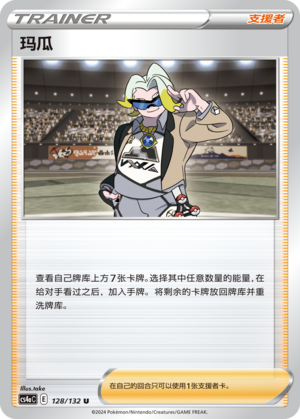 TRAINER
支援者
玛瓜
查看自己牌库上方7张卡牌。选择其中任意数量的能量,在
给对手看过之后,加入手牌。将剩余的卡牌放回牌库并重
洗牌库。
Illus.take
CS4aC E 128/132 U
在自己的回合只可以使用1张支援者卡。
©2024 Pokémon/Nintendo/Creatures/GAME FREAK.